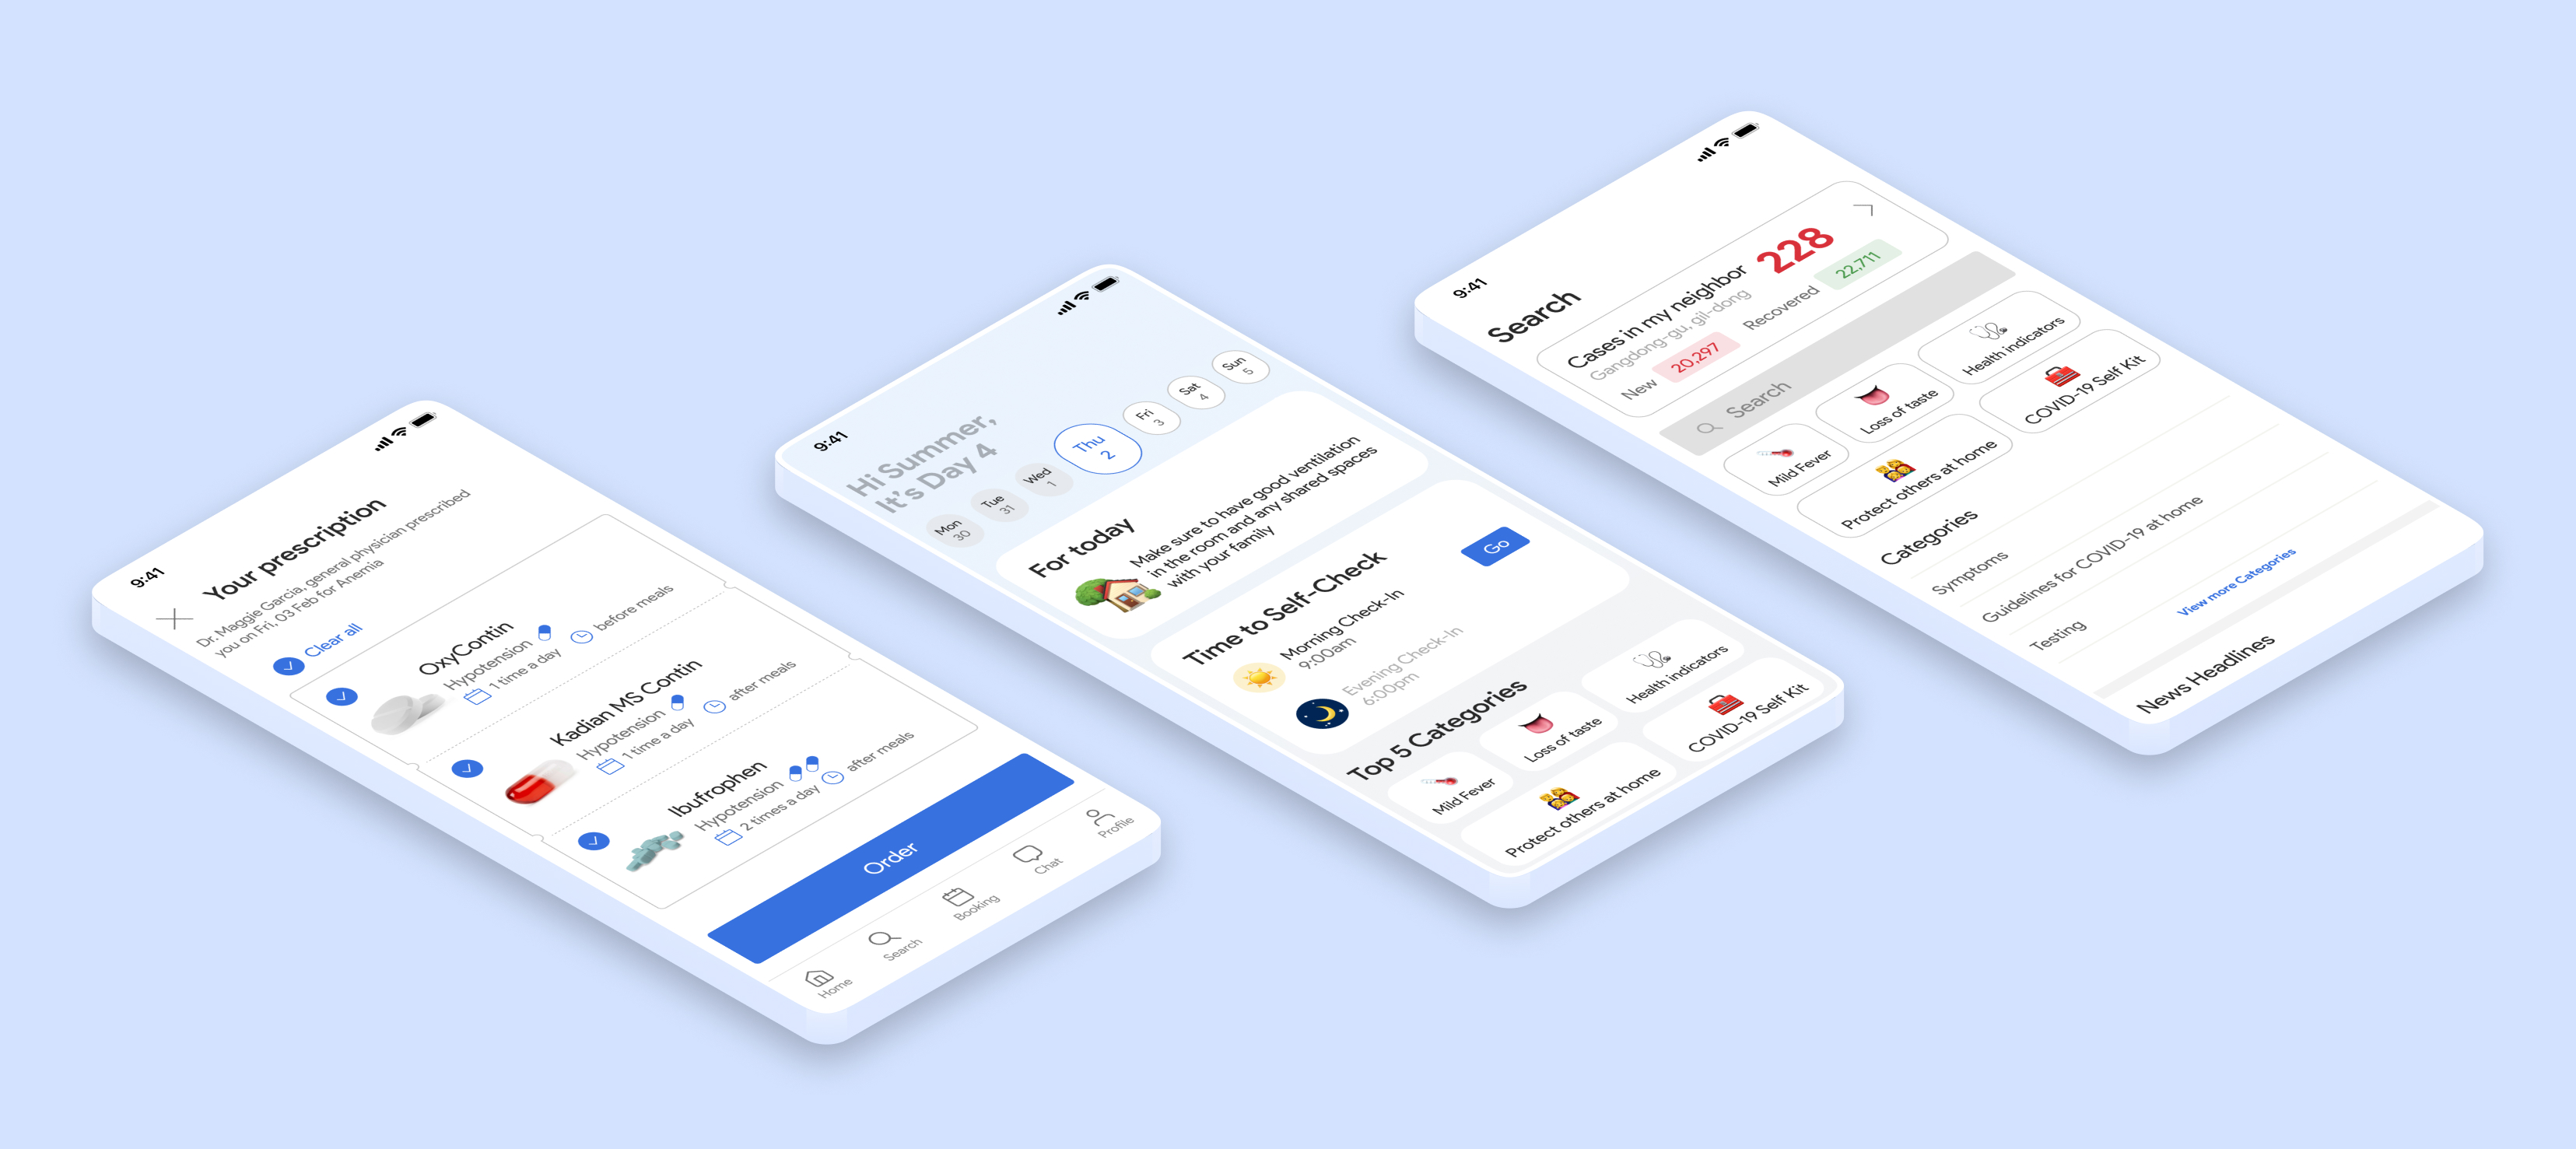 9:41
Your prescription
Dr. Maggie Garcia, general physician prescribed
you on Fri, 03 Feb for Anemia
Clear all
OxyContin
Hypotension
1 time a day
before meals
Kadian MS Contin
Hypotension
1 time a day
after meals
Ibufrophen
Hypotension
2 times a day
after meals
Order
Home
Search
Booking
Chat
Profile
9:41
Hi Summer,
It's Day 4
Mon
30
Tue
31
Wed
1
Thu
2
Fri
3
Sat
4
Sun
5
For today
Make sure to have good ventilation
in the room and any shared spaces
with your family
Time to Self-Check
Morning Check-In
9:00am
Go
Evening Check-In
6:00pm
Top 5 Categories
Mild Fever
Loss of taste
Health indicators
Protect others at home
COVID-19 Self Kit
9:41
Search
Cases in my neighbor
Gangdong-gu, gil-dong
228
New
20,297
Recovered
22,711
Search
Mild Fever
Loss of taste
Health indicators
Protect others at home
COVID-19 Self Kit
Categories
Symptoms
Guidelines for COVID-19 at home
Testing
View more Categories
News Headlines